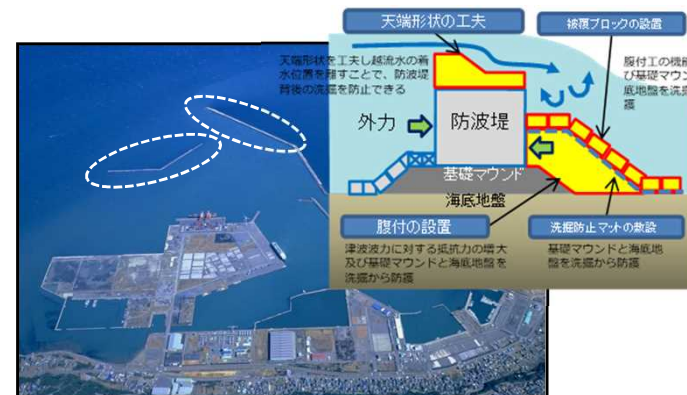 天端形状の工夫
天端形状を工夫し越流水の着
水位置を離すことで、防波堤
背後の洗掘を防止できる
被覆ブロックの設置
腹付工の機能
び基礎マウン
底地盤を洗掘
護
外力
防波堤
基礎マウンド
海底地盤
腹付の設置
津波波力に対する抵抗力の増大
及び基礎マウンドと海底地盤を
洗掘から防護
洗掘防止マットの敷設
基礎マウンドと海底地
盤を洗掘から防護